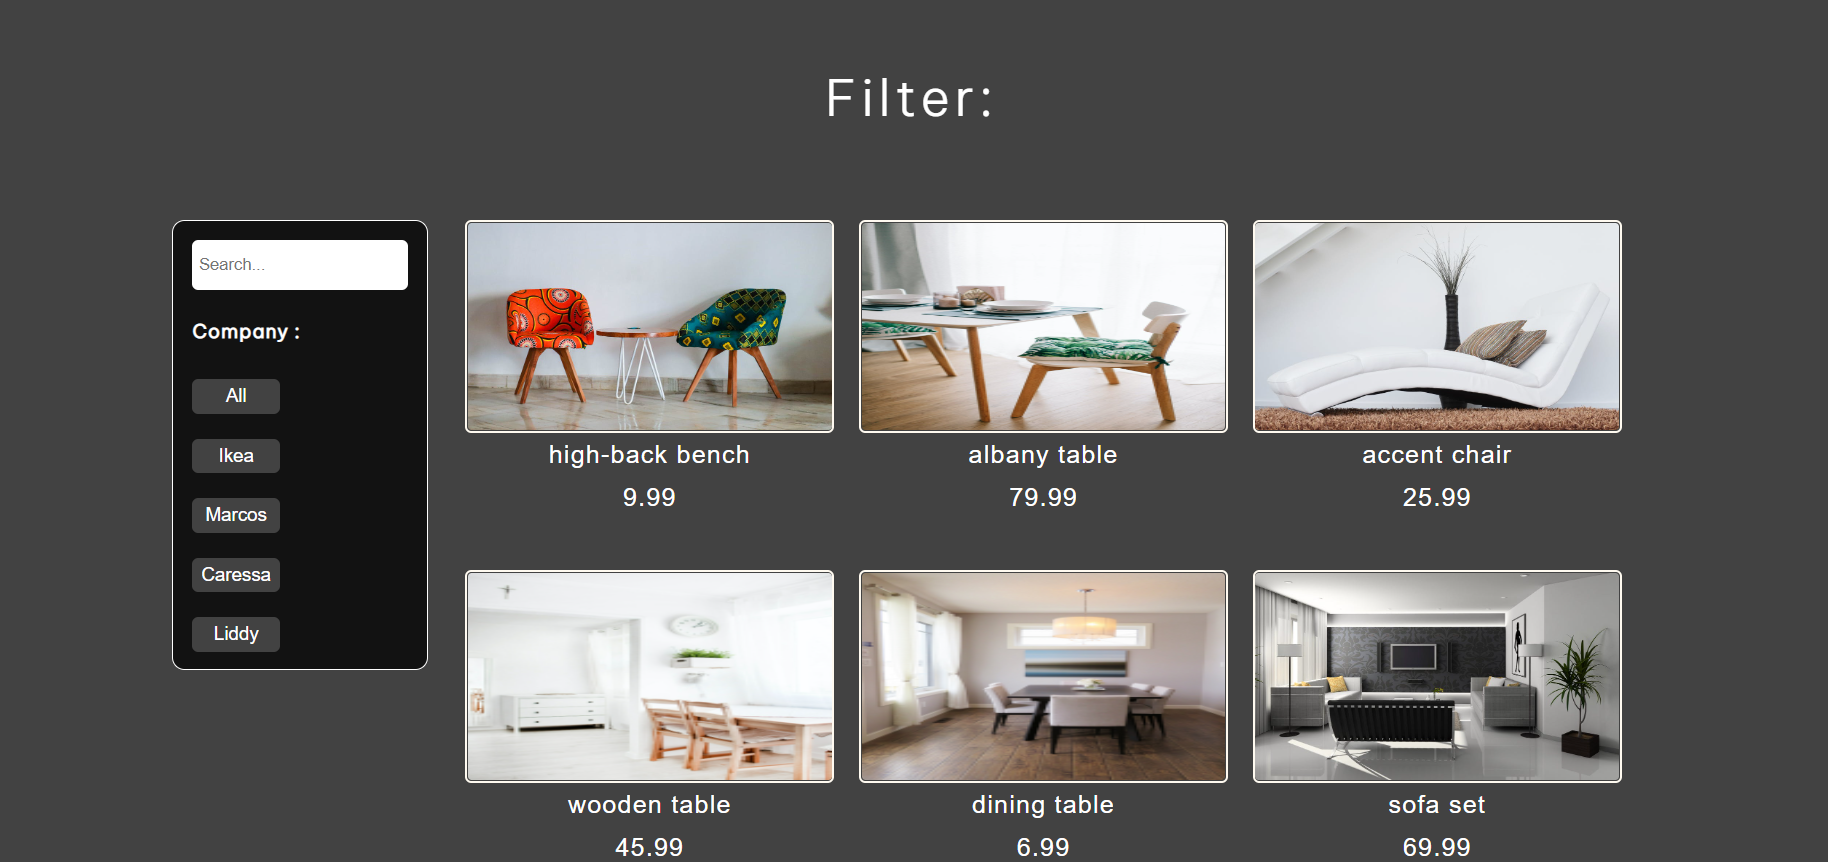 Filter:
Search...
Company :
All
Ikea
Marcos
Caressa
Liddy
high-back bench
9.99
albany table
79.99
accent chair
25.99
wooden table
45.99
dining table
6.99
sofa set
69.99